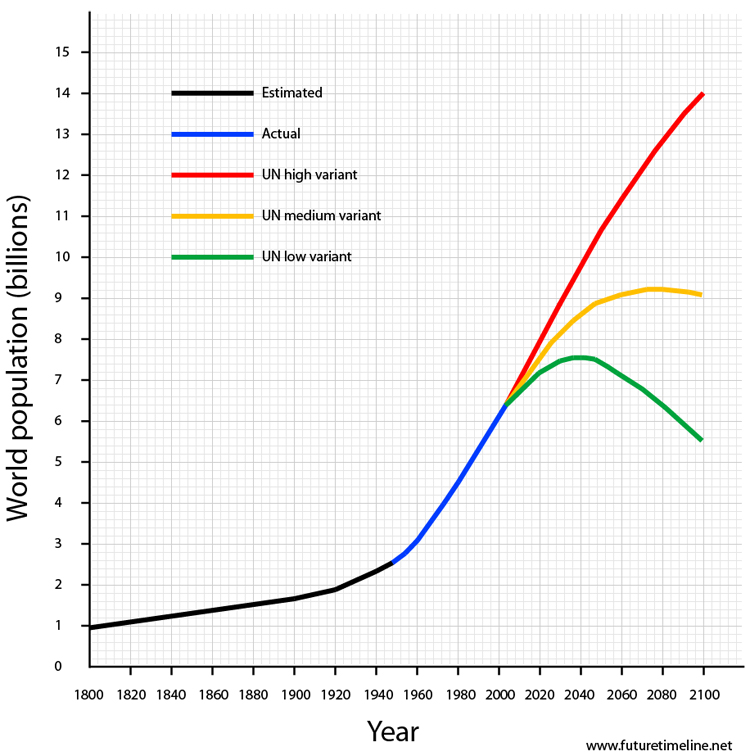 15
14
13
12
11
10
9
8
7
6
5
4
3
2
1
0
World population (billions)
Estimated
Actual
UN high variant
UN medium variant
UN low variant
1800 1820 1840 1860 1880 1900 1920 1940 1960 1980 2000 2020 2040 2060 2080 2100
Year
www.futuretimeline.net